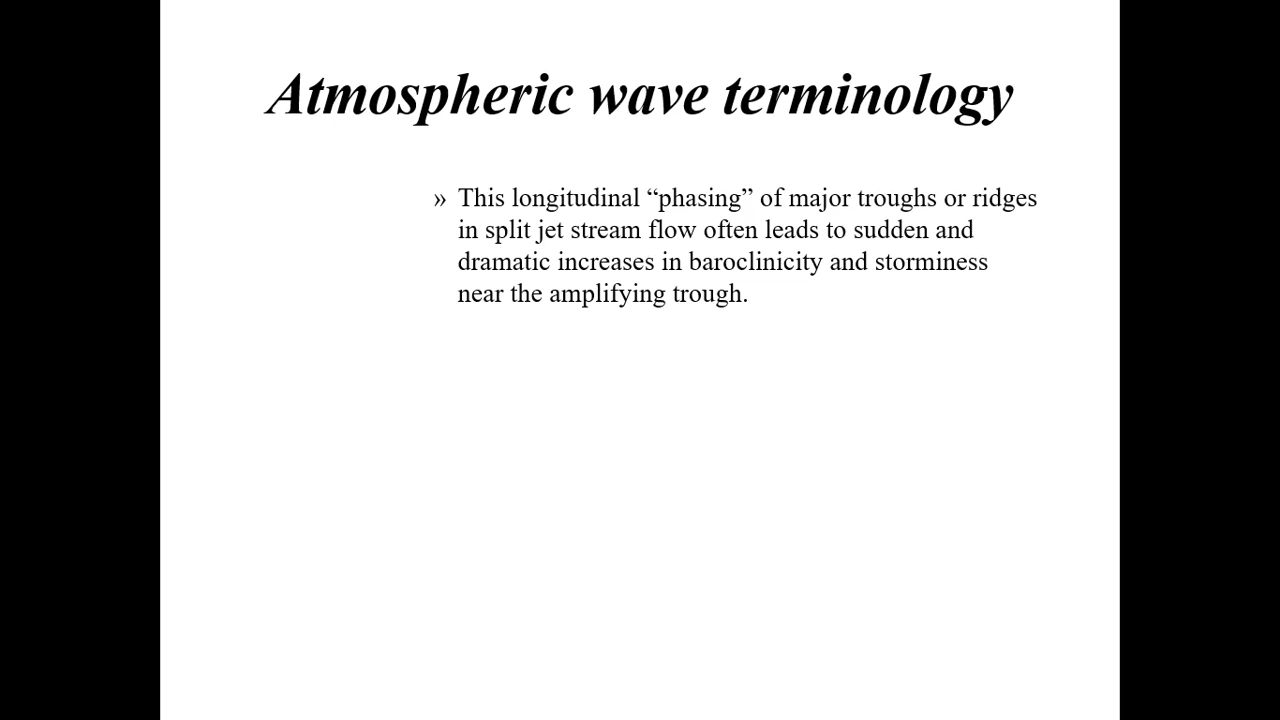 Atmospheric wave terminology
» This longitudinal “phasing” of major troughs or ridges
in split jet stream flow often leads to sudden and
dramatic increases in baroclinicity and storminess
near the amplifying trough.